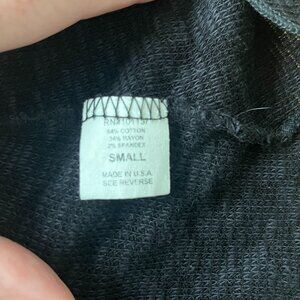 64% COTTON
34% RAYON
2% SPANDEX
SMALL
MADE IN U.S.A
SEE REVERSE